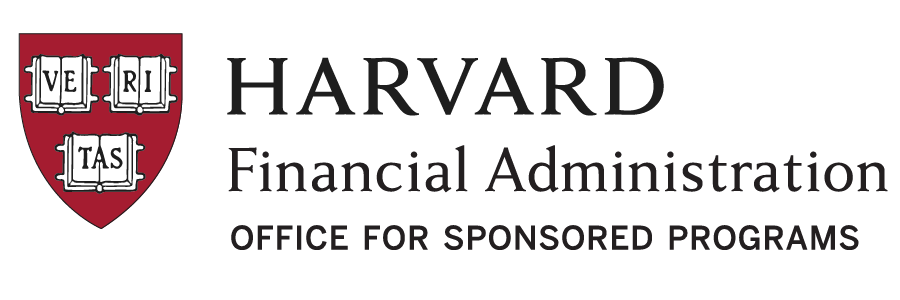 VE RI
TAS
HARVARD
Financial Administration
OFFICE FOR SPONSORED PROGRAMS